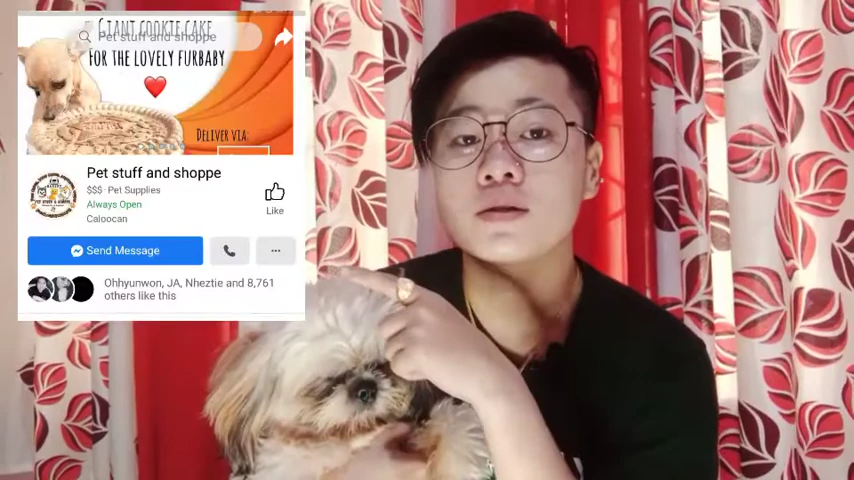 Giant cookie cake
Pet stuff and shoppe
for the lovely furbaby
Deliver via:
Pet stuff and shoppe
$$$ · Pet Supplies
Always Open
Caloocan
Like
Send Message
Ohhyunwon, JA, Nheztie and 8,761
others like this